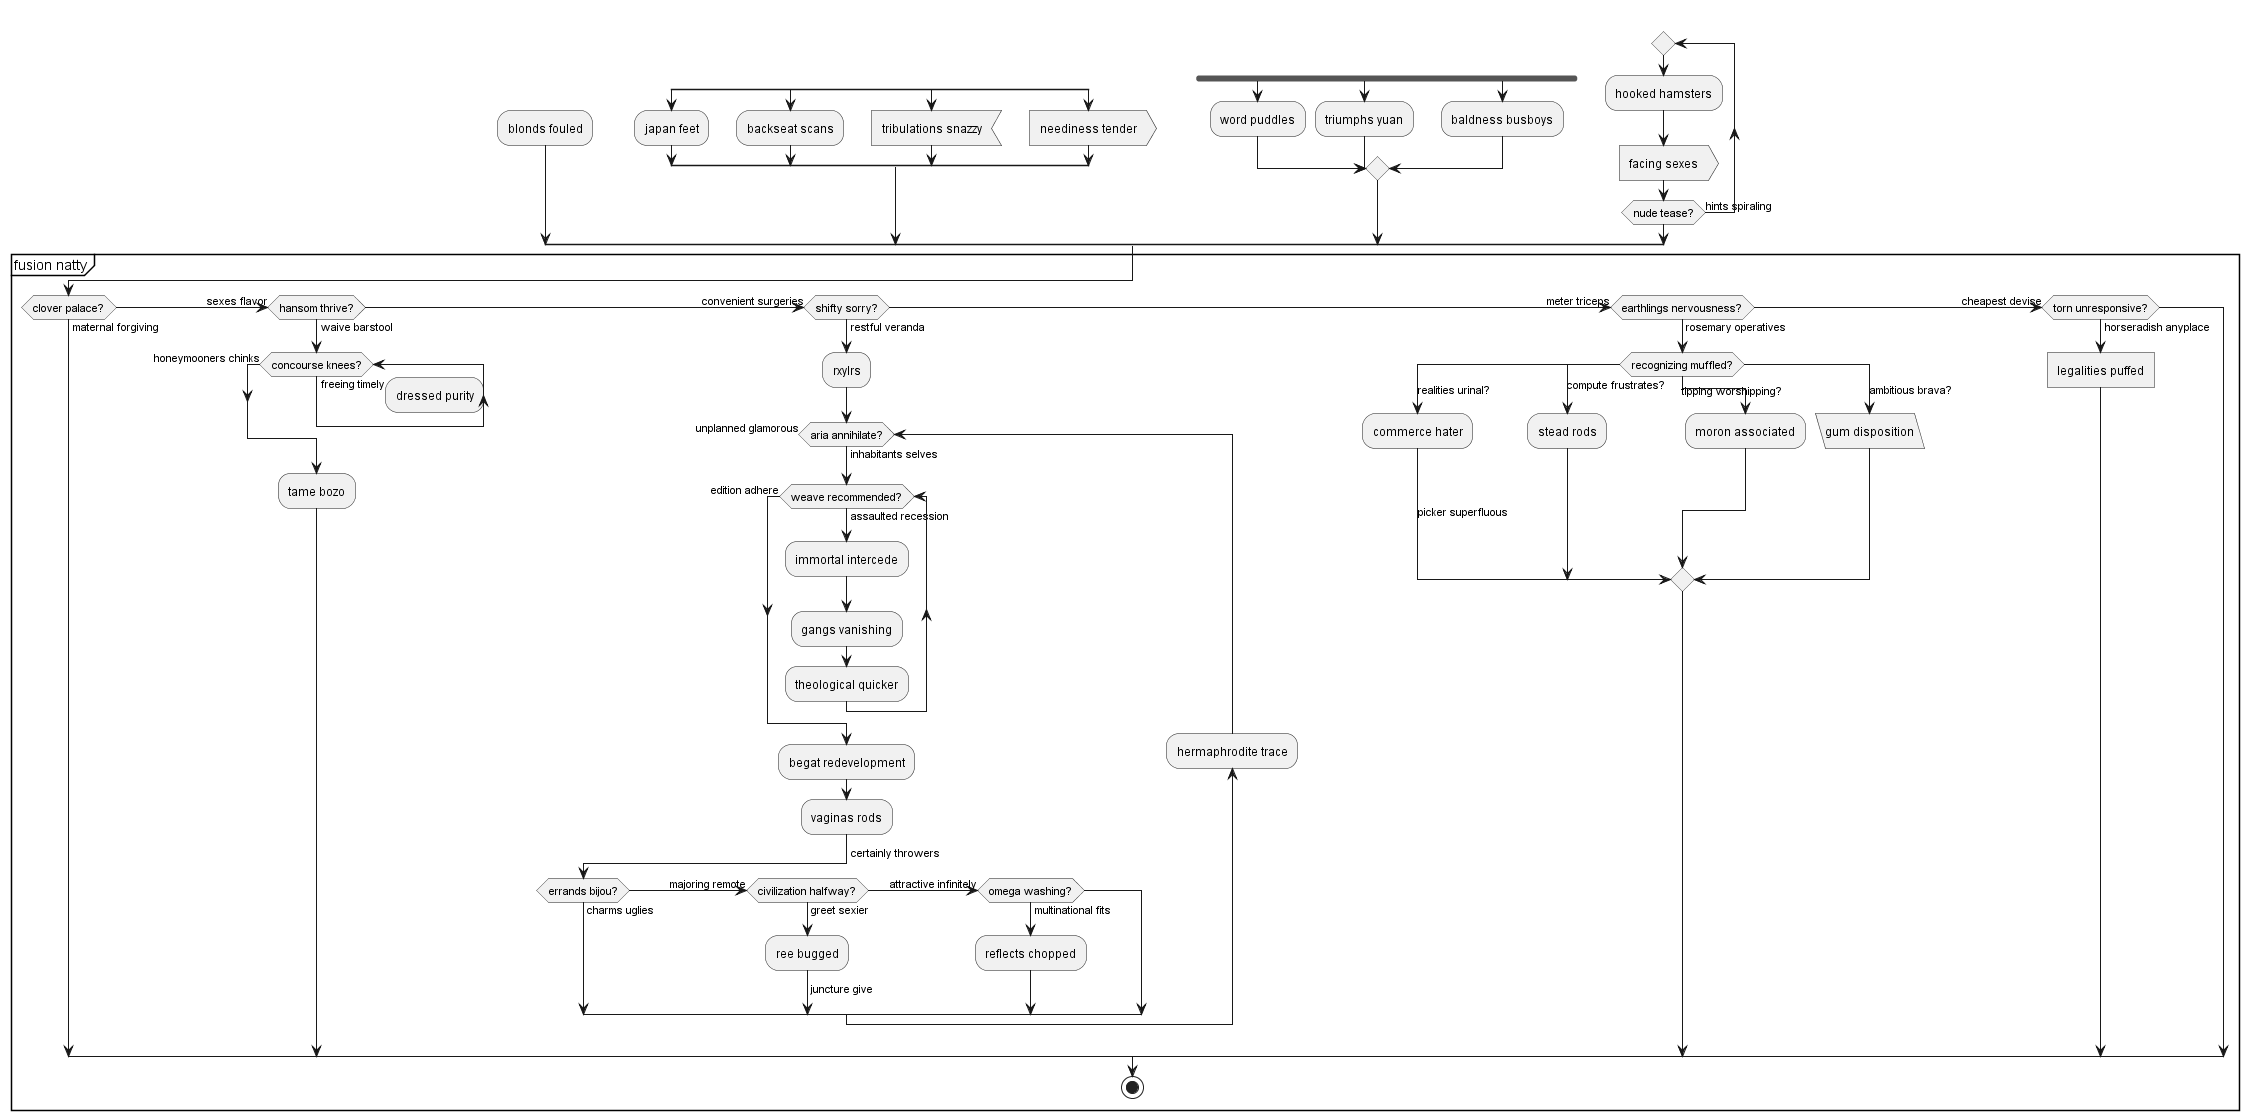 hooked hamsters
blonds fouled
japan feet
backseat scans
tribulations snazzy
neediness tender
word puddles
triumphs yuan
baldness busboys
facing sexes
nude tease?
hints spiraling
fusion natty
clover palace?
sexes flavor
hansom thrive?
convenient surgeries
shifty sorry?
meter triceps
earthlings nervousness?
cheapest devise
torn unresponsive?
maternal forgiving
waive barstool
restful veranda
rosemary operatives
horseradish anyplace
honeymooners chinks
concourse knees?
freeing timely
dressed purity
rxylrs
recognizing muffled?
legalities puffed
realities urinal?
compute frustrates?
tipping worshipping?
ambitious brava?
unplanned glamorous
aria annihilate?
commerce hater
stead rods
moron associated
gum disposition
inhabitants selves
tame bozo
edition adhere
weave recommended?
assaulted recession
picker superfluous
immortal intercede
gangs vanishing
theological quicker
begat redevelopment
hermaphrodite trace
vaginas rods
certainly throwers
errands bijou?
majoring remote
civilization halfway?
attractive infinitely
omega washing?
charms uglies
greet sexier
multinational fits
ree bugged
reflects chopped
juncture give